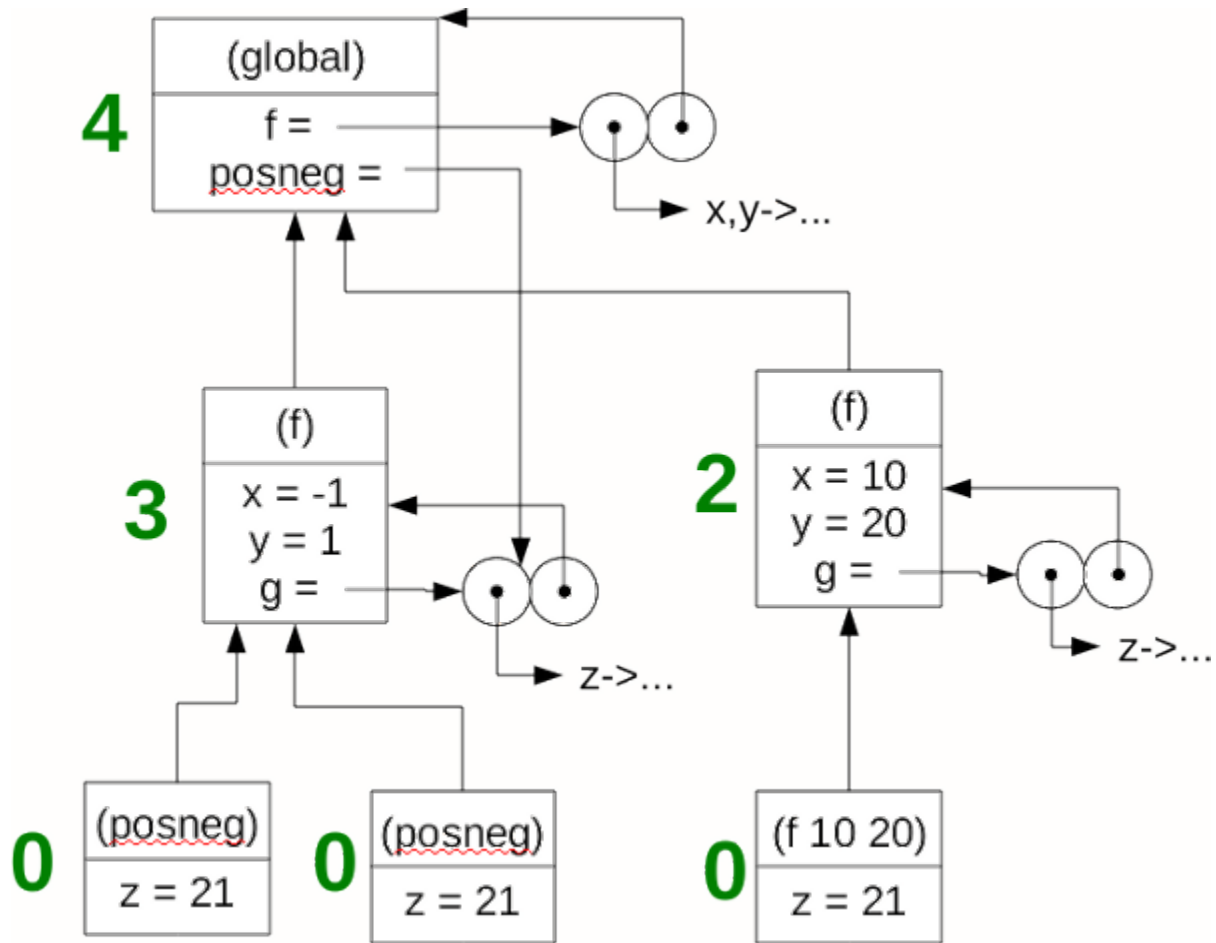 (global)
4
f =
posneg =
x,y->...
(f)
3
x = -1
y = 1
g =
z->...
(f)
2
x = 10
y = 20
g =
z->...
0
(posneg)
z = 21
0
(posneg)
z = 21
0
(f 10 20)
z = 21